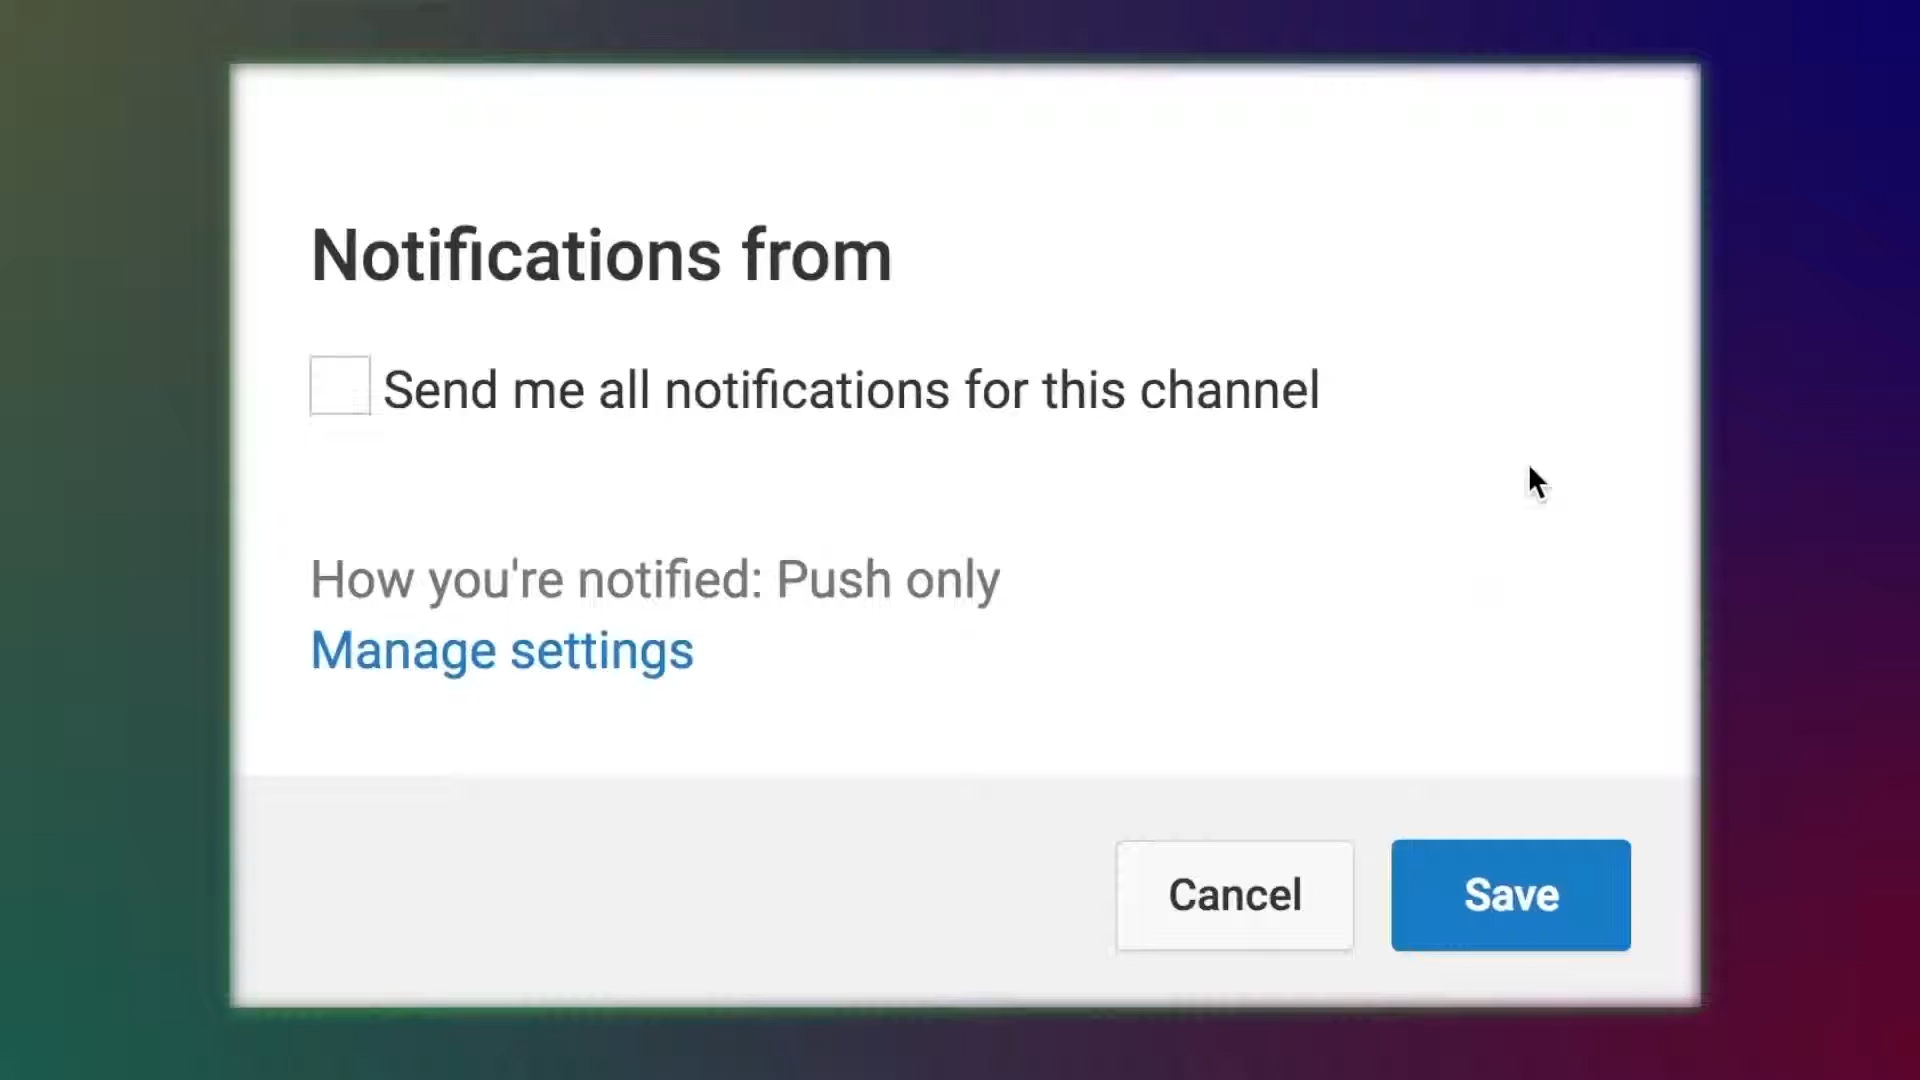 Notifications from
Send me all notifications for this channel
How you're notified: Push only
Manage settings
Cancel
Save